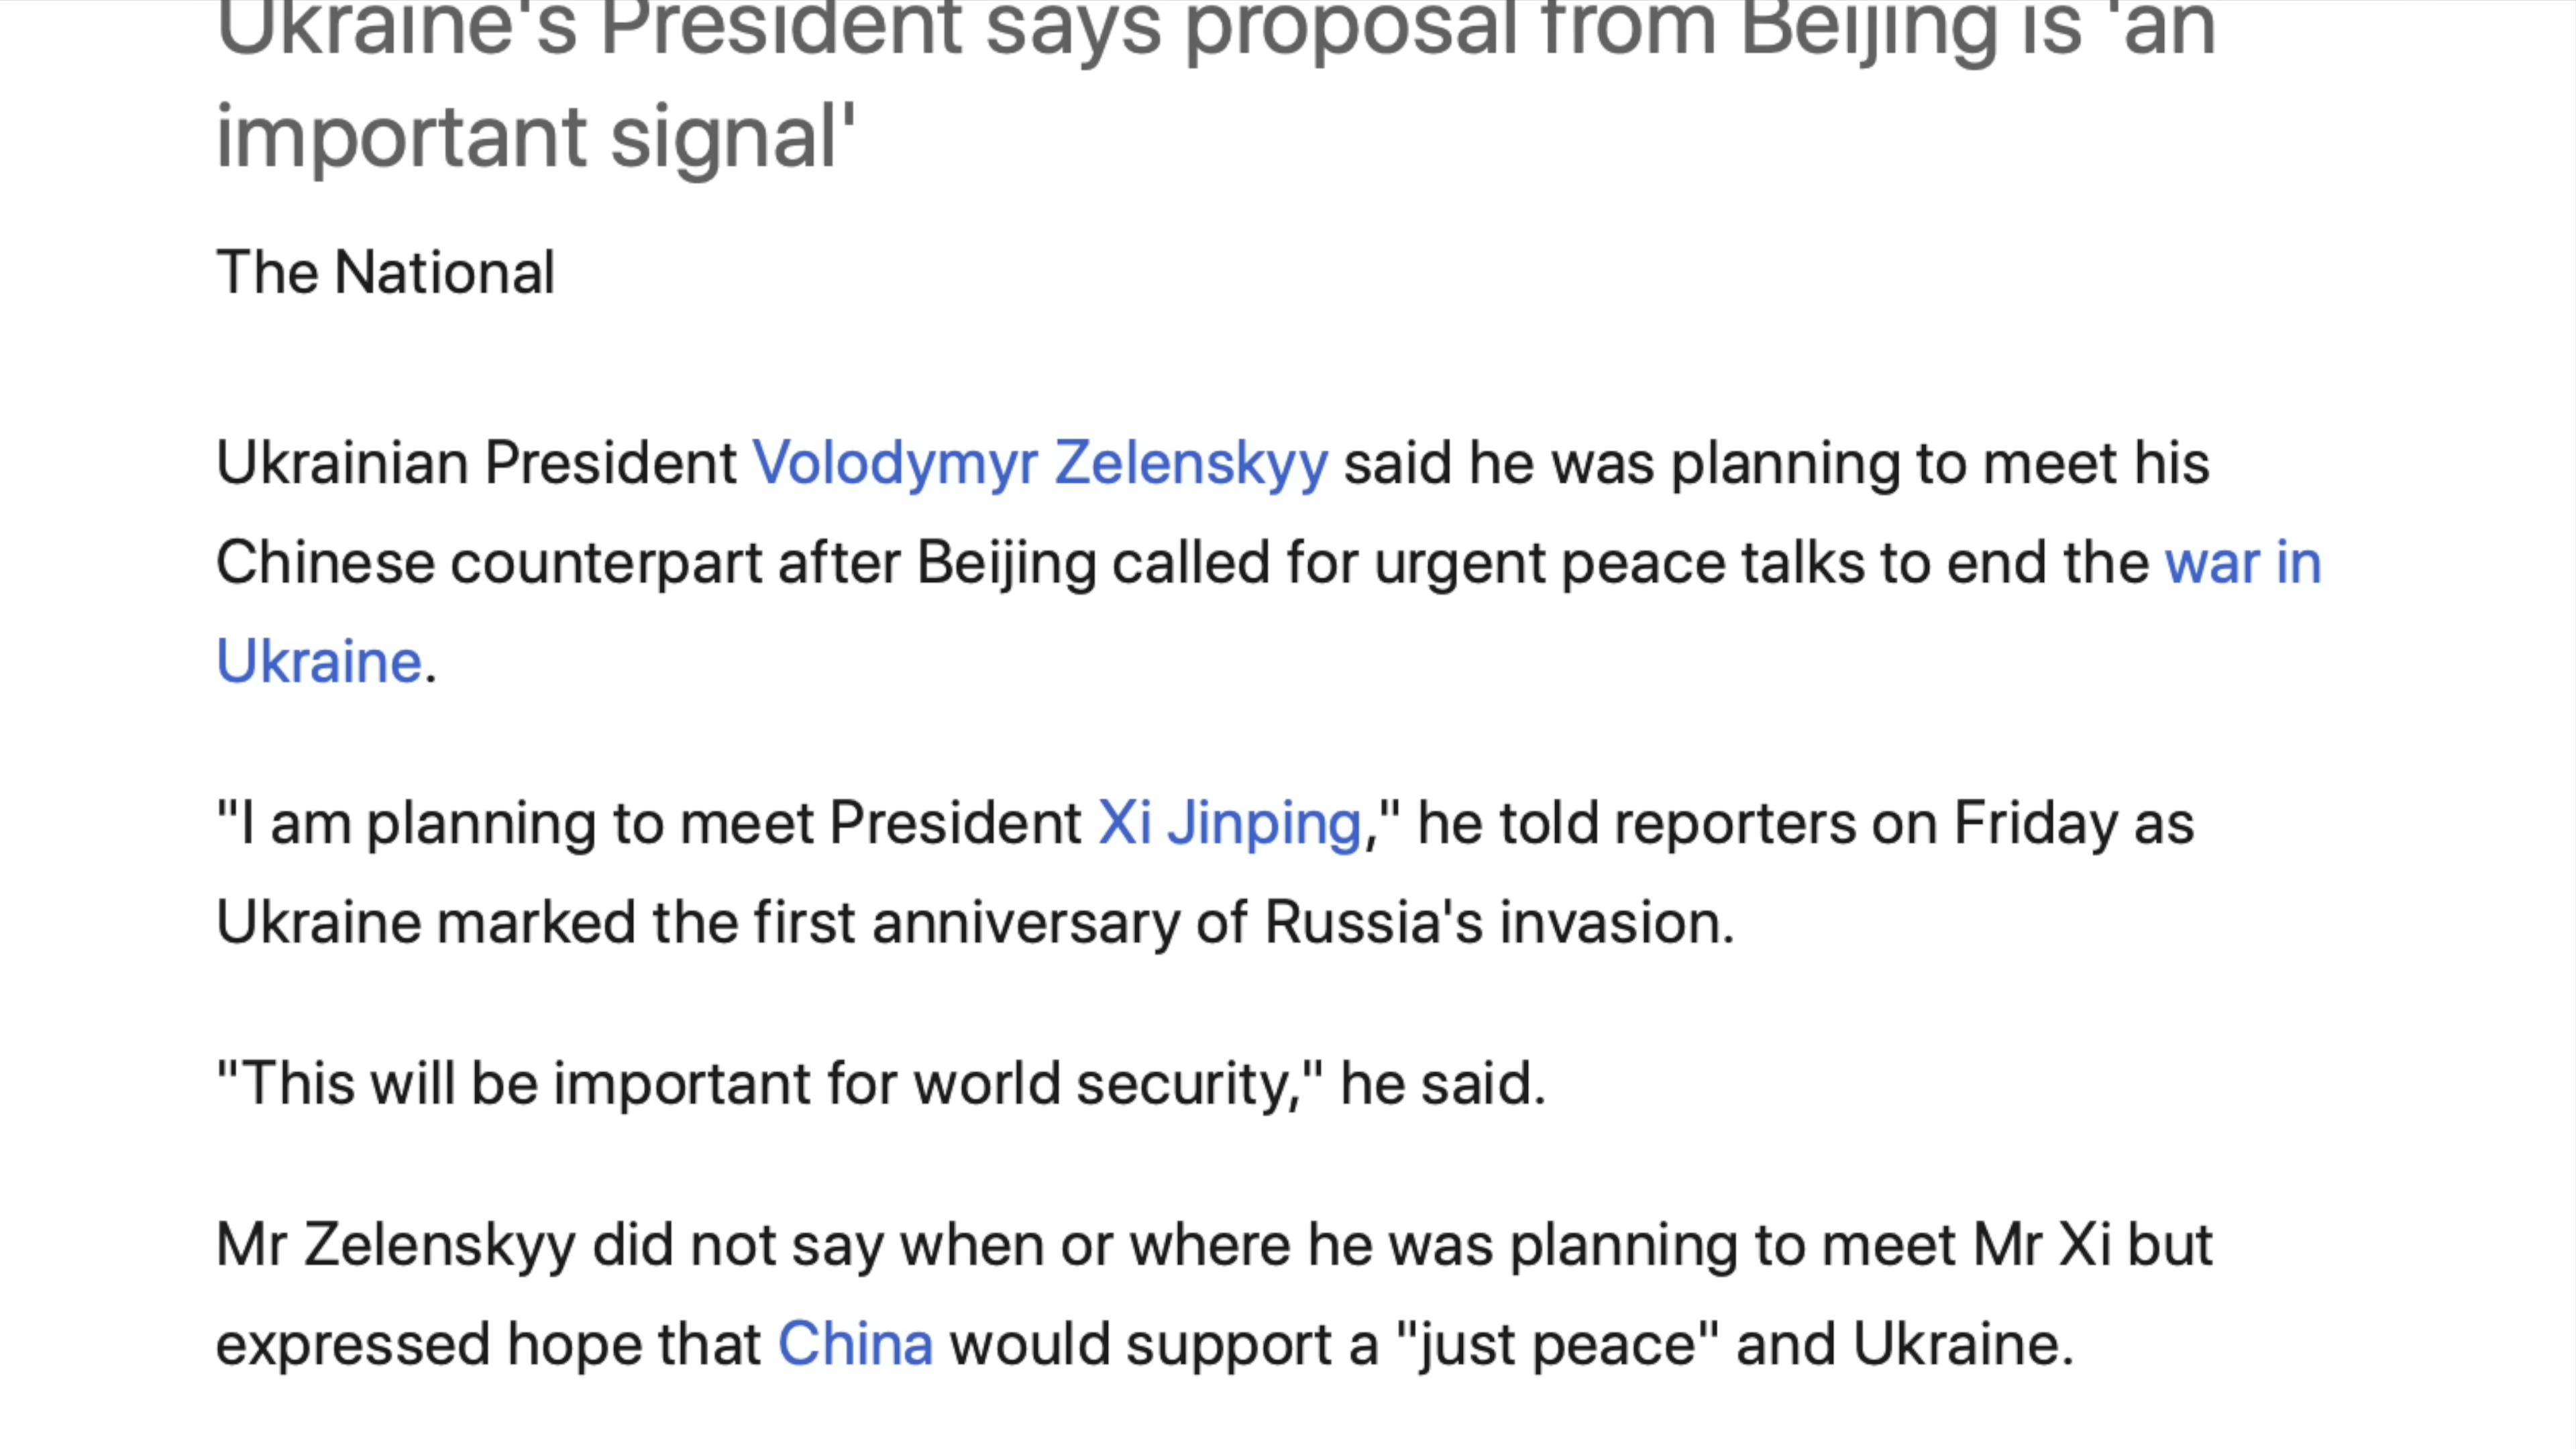 Ukraine's President says proposal from Beijing is 'an
important signal'
The National
Ukrainian President Volodymyr Zelenskyy said he was planning to meet his
Chinese counterpart after Beijing called for urgent peace talks to end the war in
Ukraine.
"I am planning to meet President Xi Jinping," he told reporters on Friday as
Ukraine marked the first anniversary of Russia's invasion.
"This will be important for world security," he said.
Mr Zelenskyy did not say when or where he was planning to meet Mr Xi but
expressed hope that China would support a "just peace" and Ukraine.